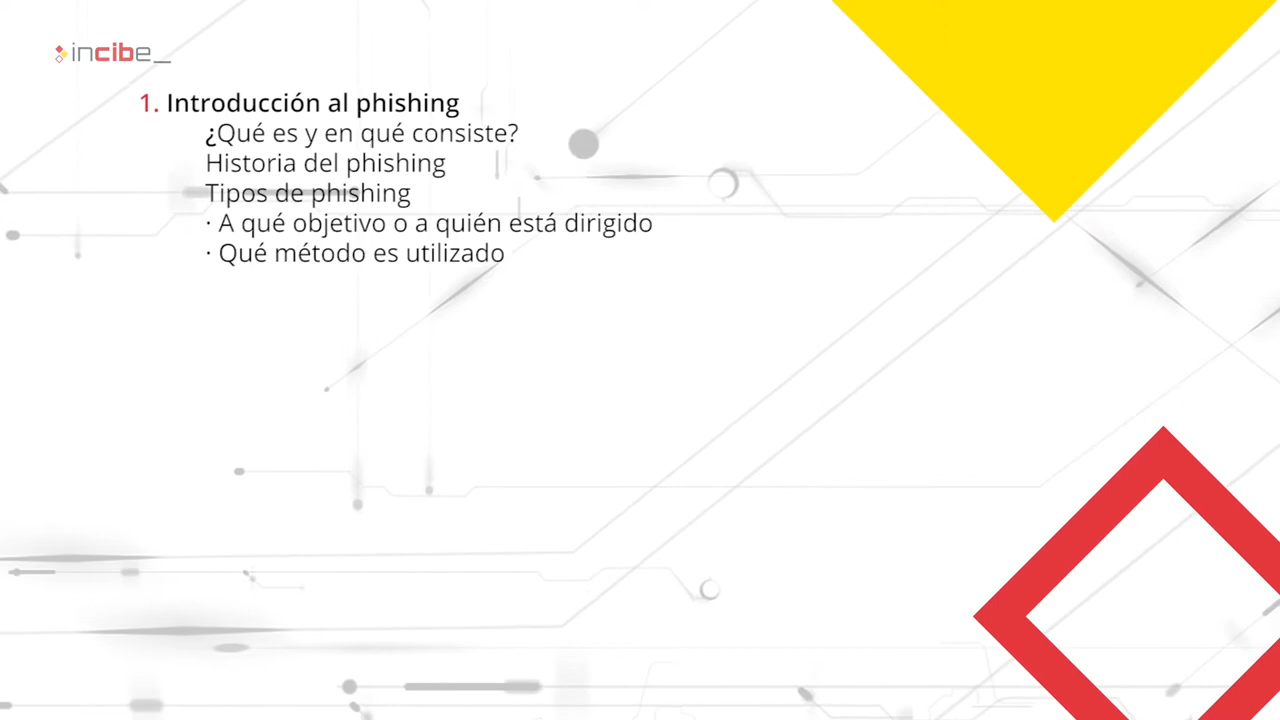 incibe_
1. Introducción al phishing
¿Qué es y en qué consiste?
Historia del phishing
Tipos de phishing
· A qué objetivo o a quién está dirigido
· Qué método es utilizado